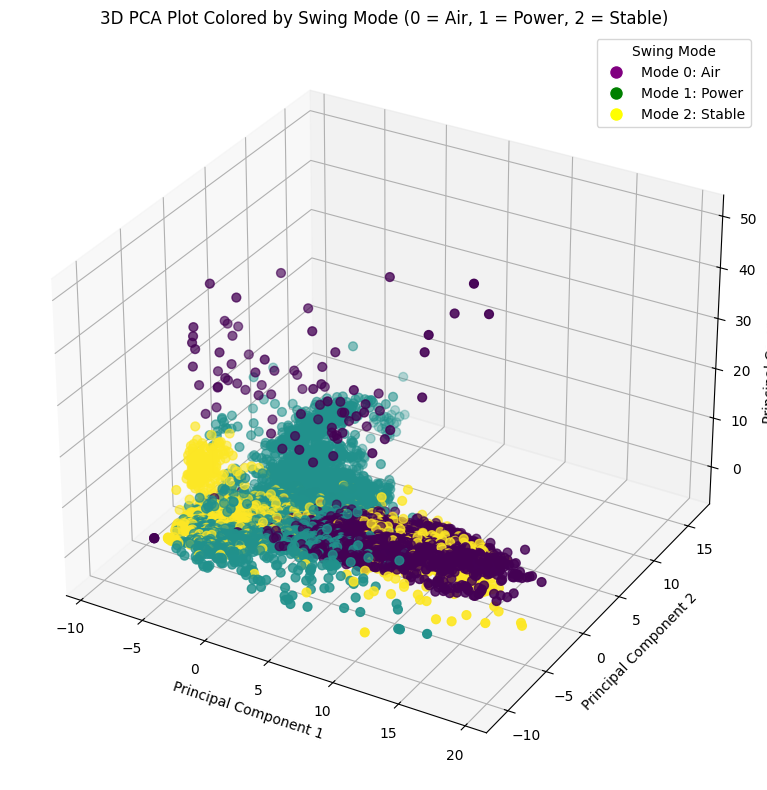 3D PCA Plot Colored by Swing Mode (0 = Air, 1 = Power, 2 = Stable)
Swing Mode
Mode 0: Air
Mode 1: Power
Mode 2: Stable
50
40
30
20
10
0
15
10
5
0
−5
−10
−10
−5
0
5
10
15
20
Principal Component 1
Principal Component 2